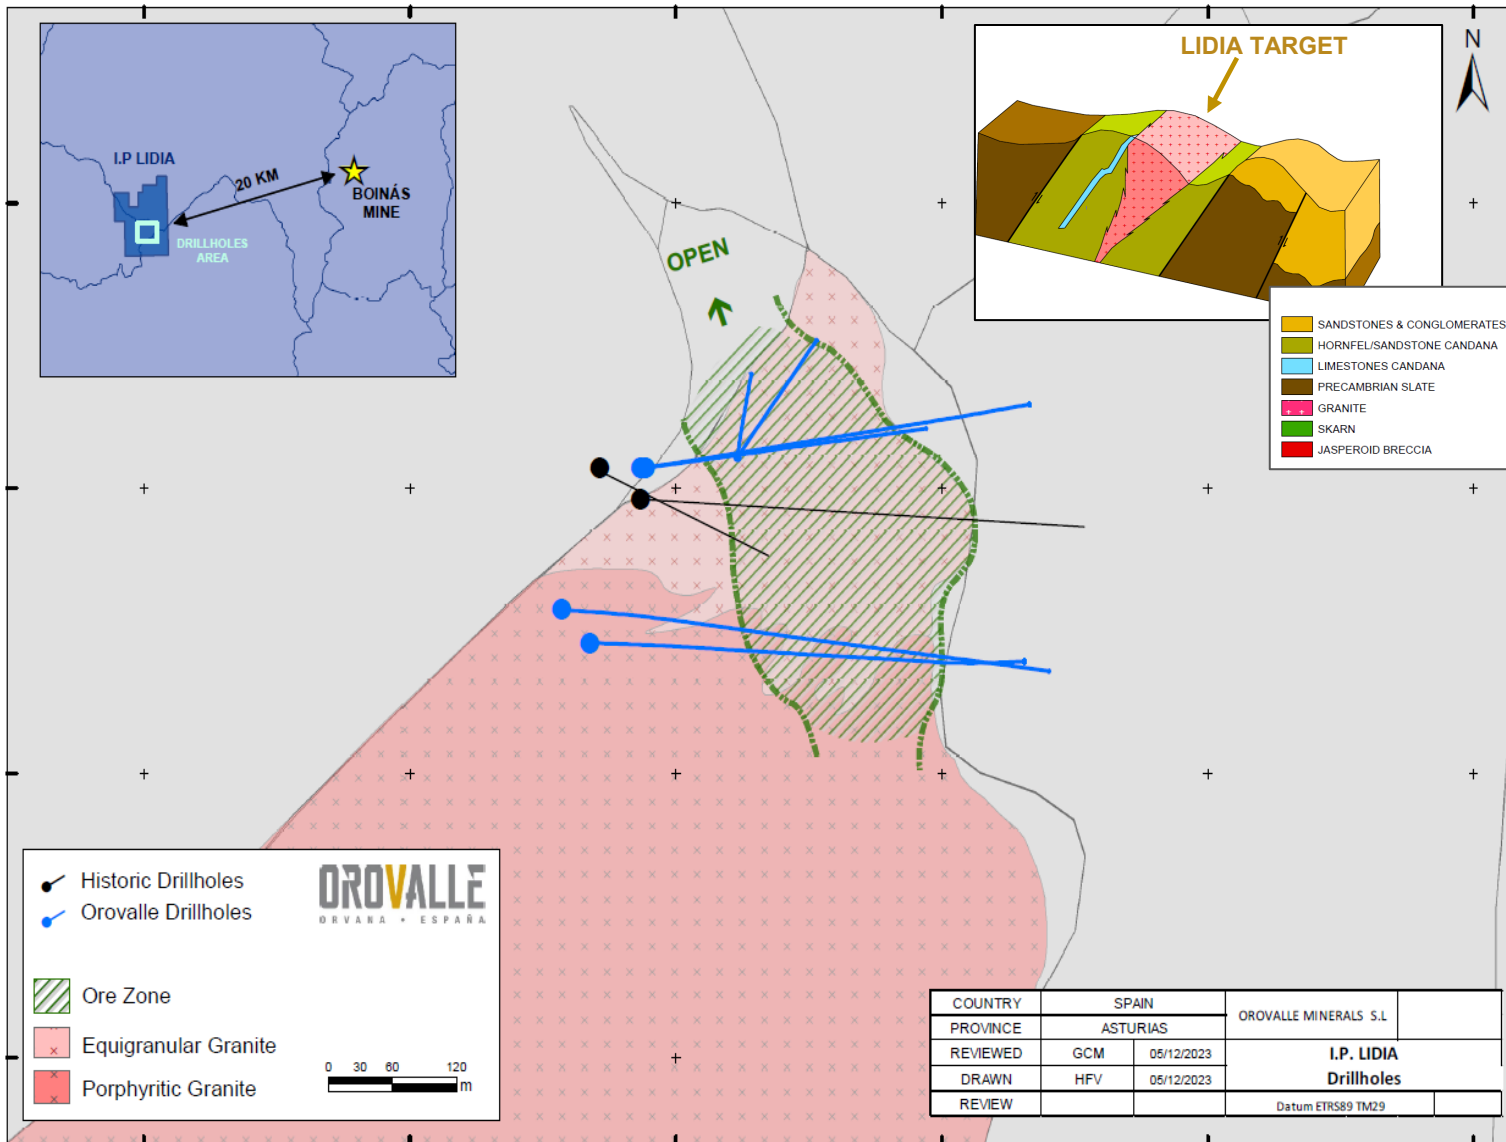 I.P LIDIA
20 KM
BOINÁS
MINE
DRILLHOLES
AREA
LIDIA TARGET
N
SANDSTONES & CONGLOMERATES
HORNFEL/SANDSTONE CANDANA
LIMESTONES CANDANA
PRECAMBRIAN SLATE
GRANITE
SKARN
JASPEROID BRECCIA
OPEN
Historic Drillholes
Orovalle Drillholes
OROVALLE
ORVANA • ESPAÑA
Ore Zone
Equigranular Granite
Porphyritic Granite
0 30 60 120
m
COUNTRY SPAIN OROVALLE MINERALS S.L
PROVINCE ASTURIAS
REVIEWED GCM 05/12/2023 I.P. LIDIA
DRAWN HFV 05/12/2023 Drillholes
REVIEW Datum ETRS89 TM29